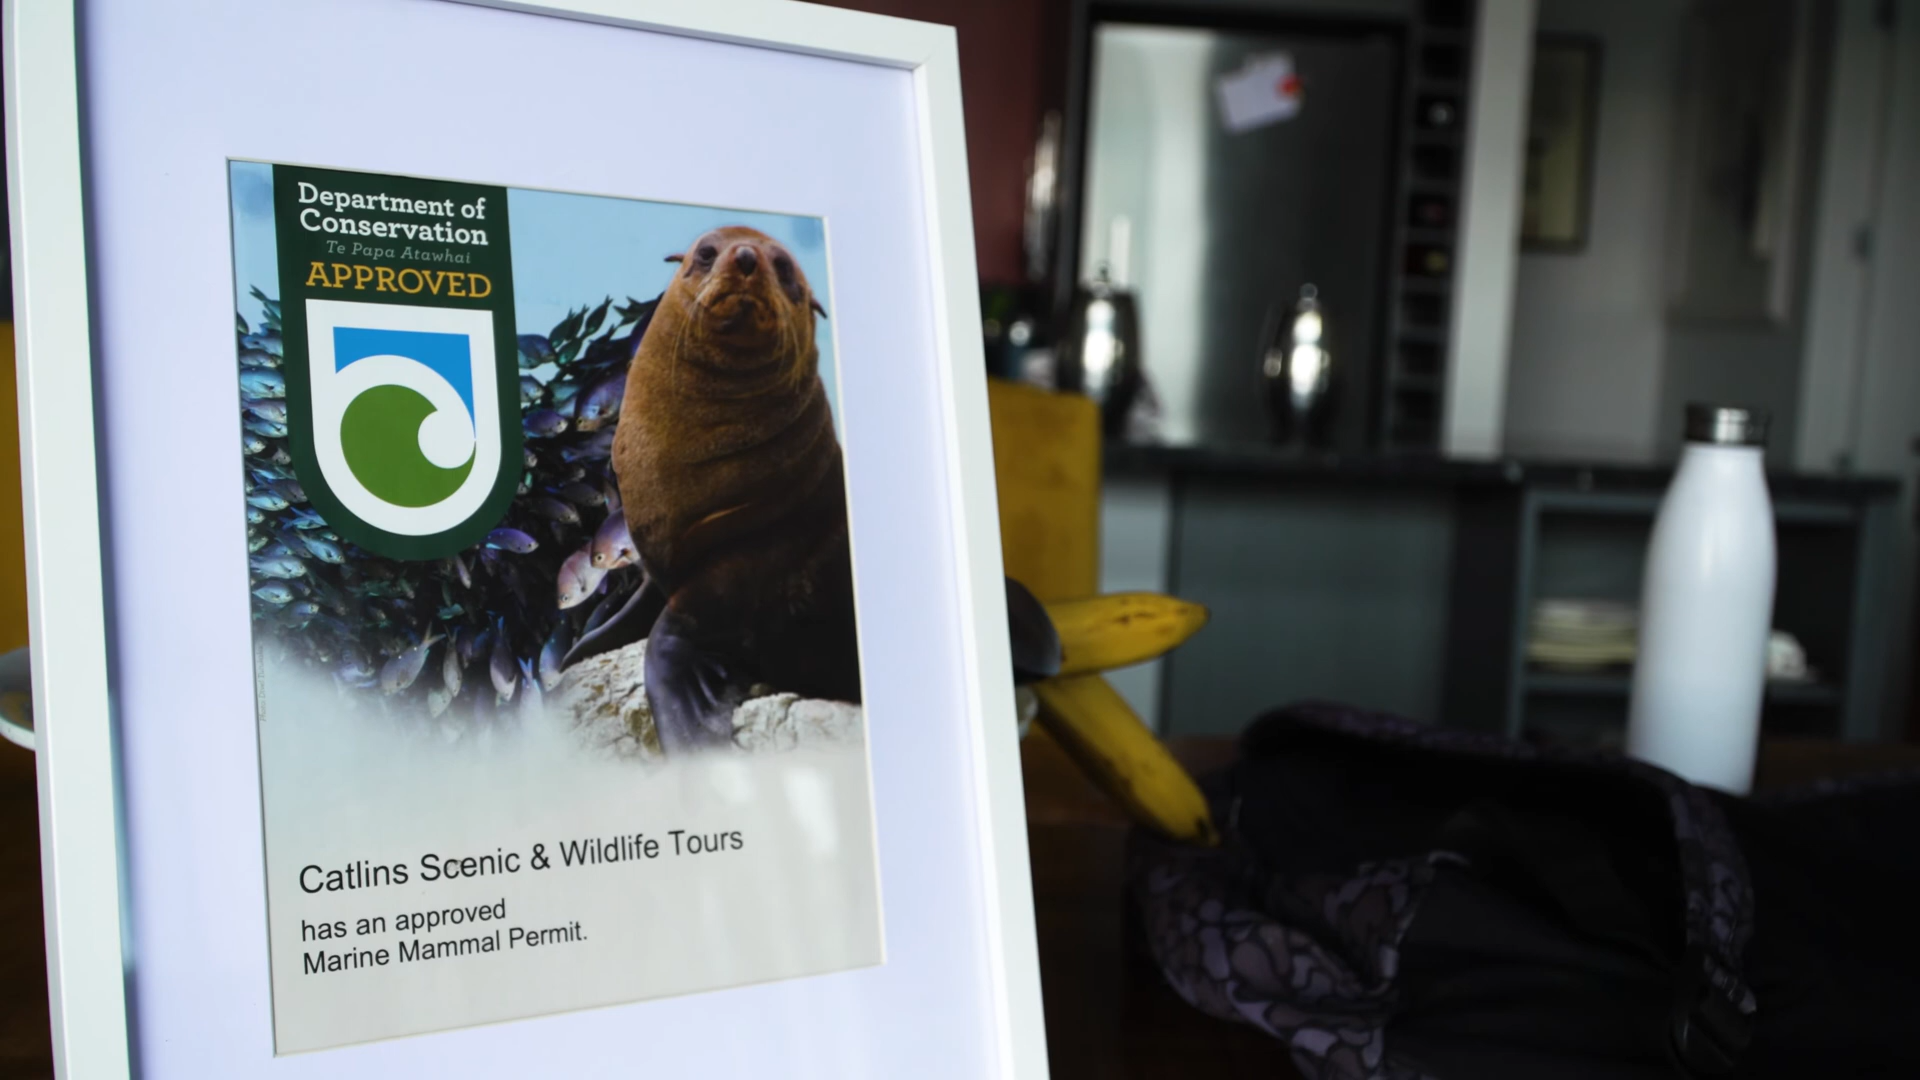 Department of
Conservation
Te Papa Atawhai
APPROVED
Catlins Scenic & Wildlife Tours
has an approved
Marine Mammal Permit.